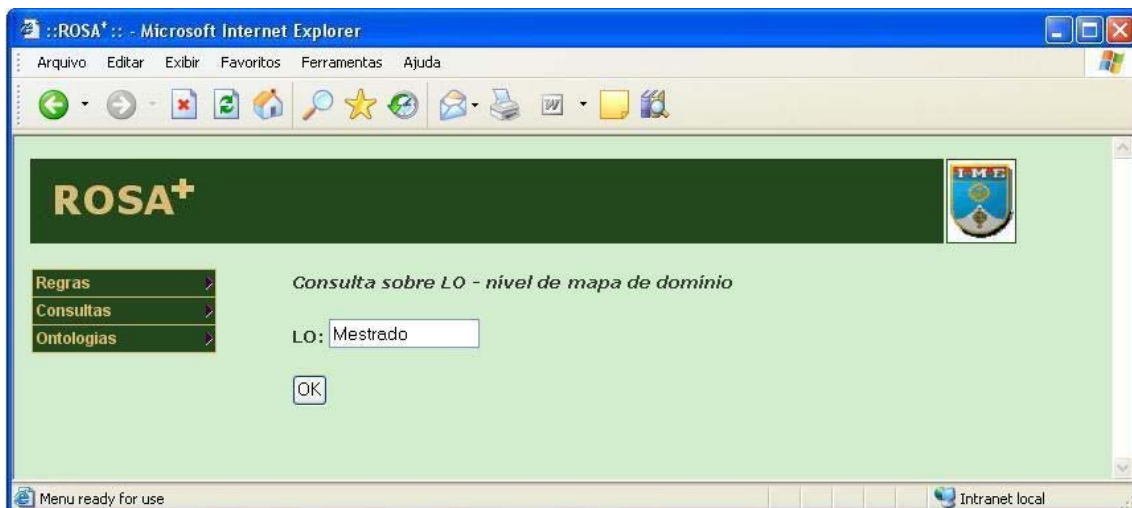 ::ROSA⁺:: - Microsoft Internet Explorer
Arquivo Editar Exibir Favoritos Ferramentas Ajuda
W
ROSA⁺
IME
Regras
Consultas
Ontologias
Consulta sobre LO - nível de mapa de domínio
LO: Mestrado
OK
Menu ready for use
Intranet local